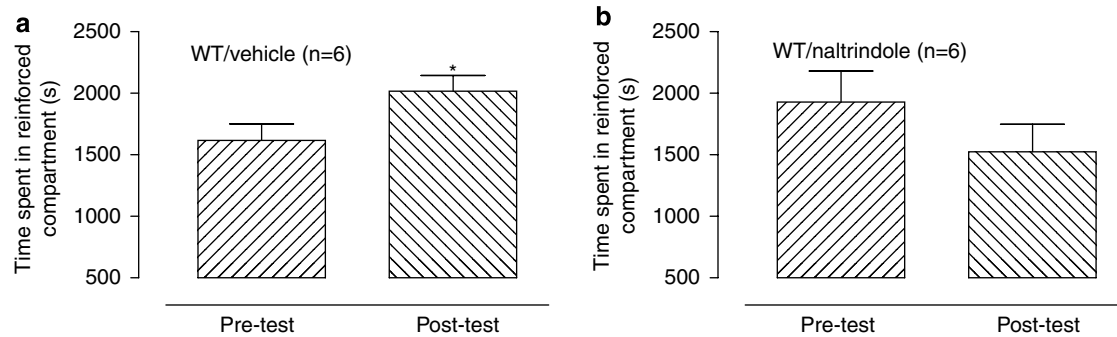 a
Time spent in reinforced
compartment (s)
2500
2000
1500
1000
500
WT/vehicle (n=6)
*
Pre-test
Post-test
b
Time spent in reinforced
compartment (s)
2500
2000
1500
1000
500
WT/naltrindole (n=6)
Pre-test
Post-test